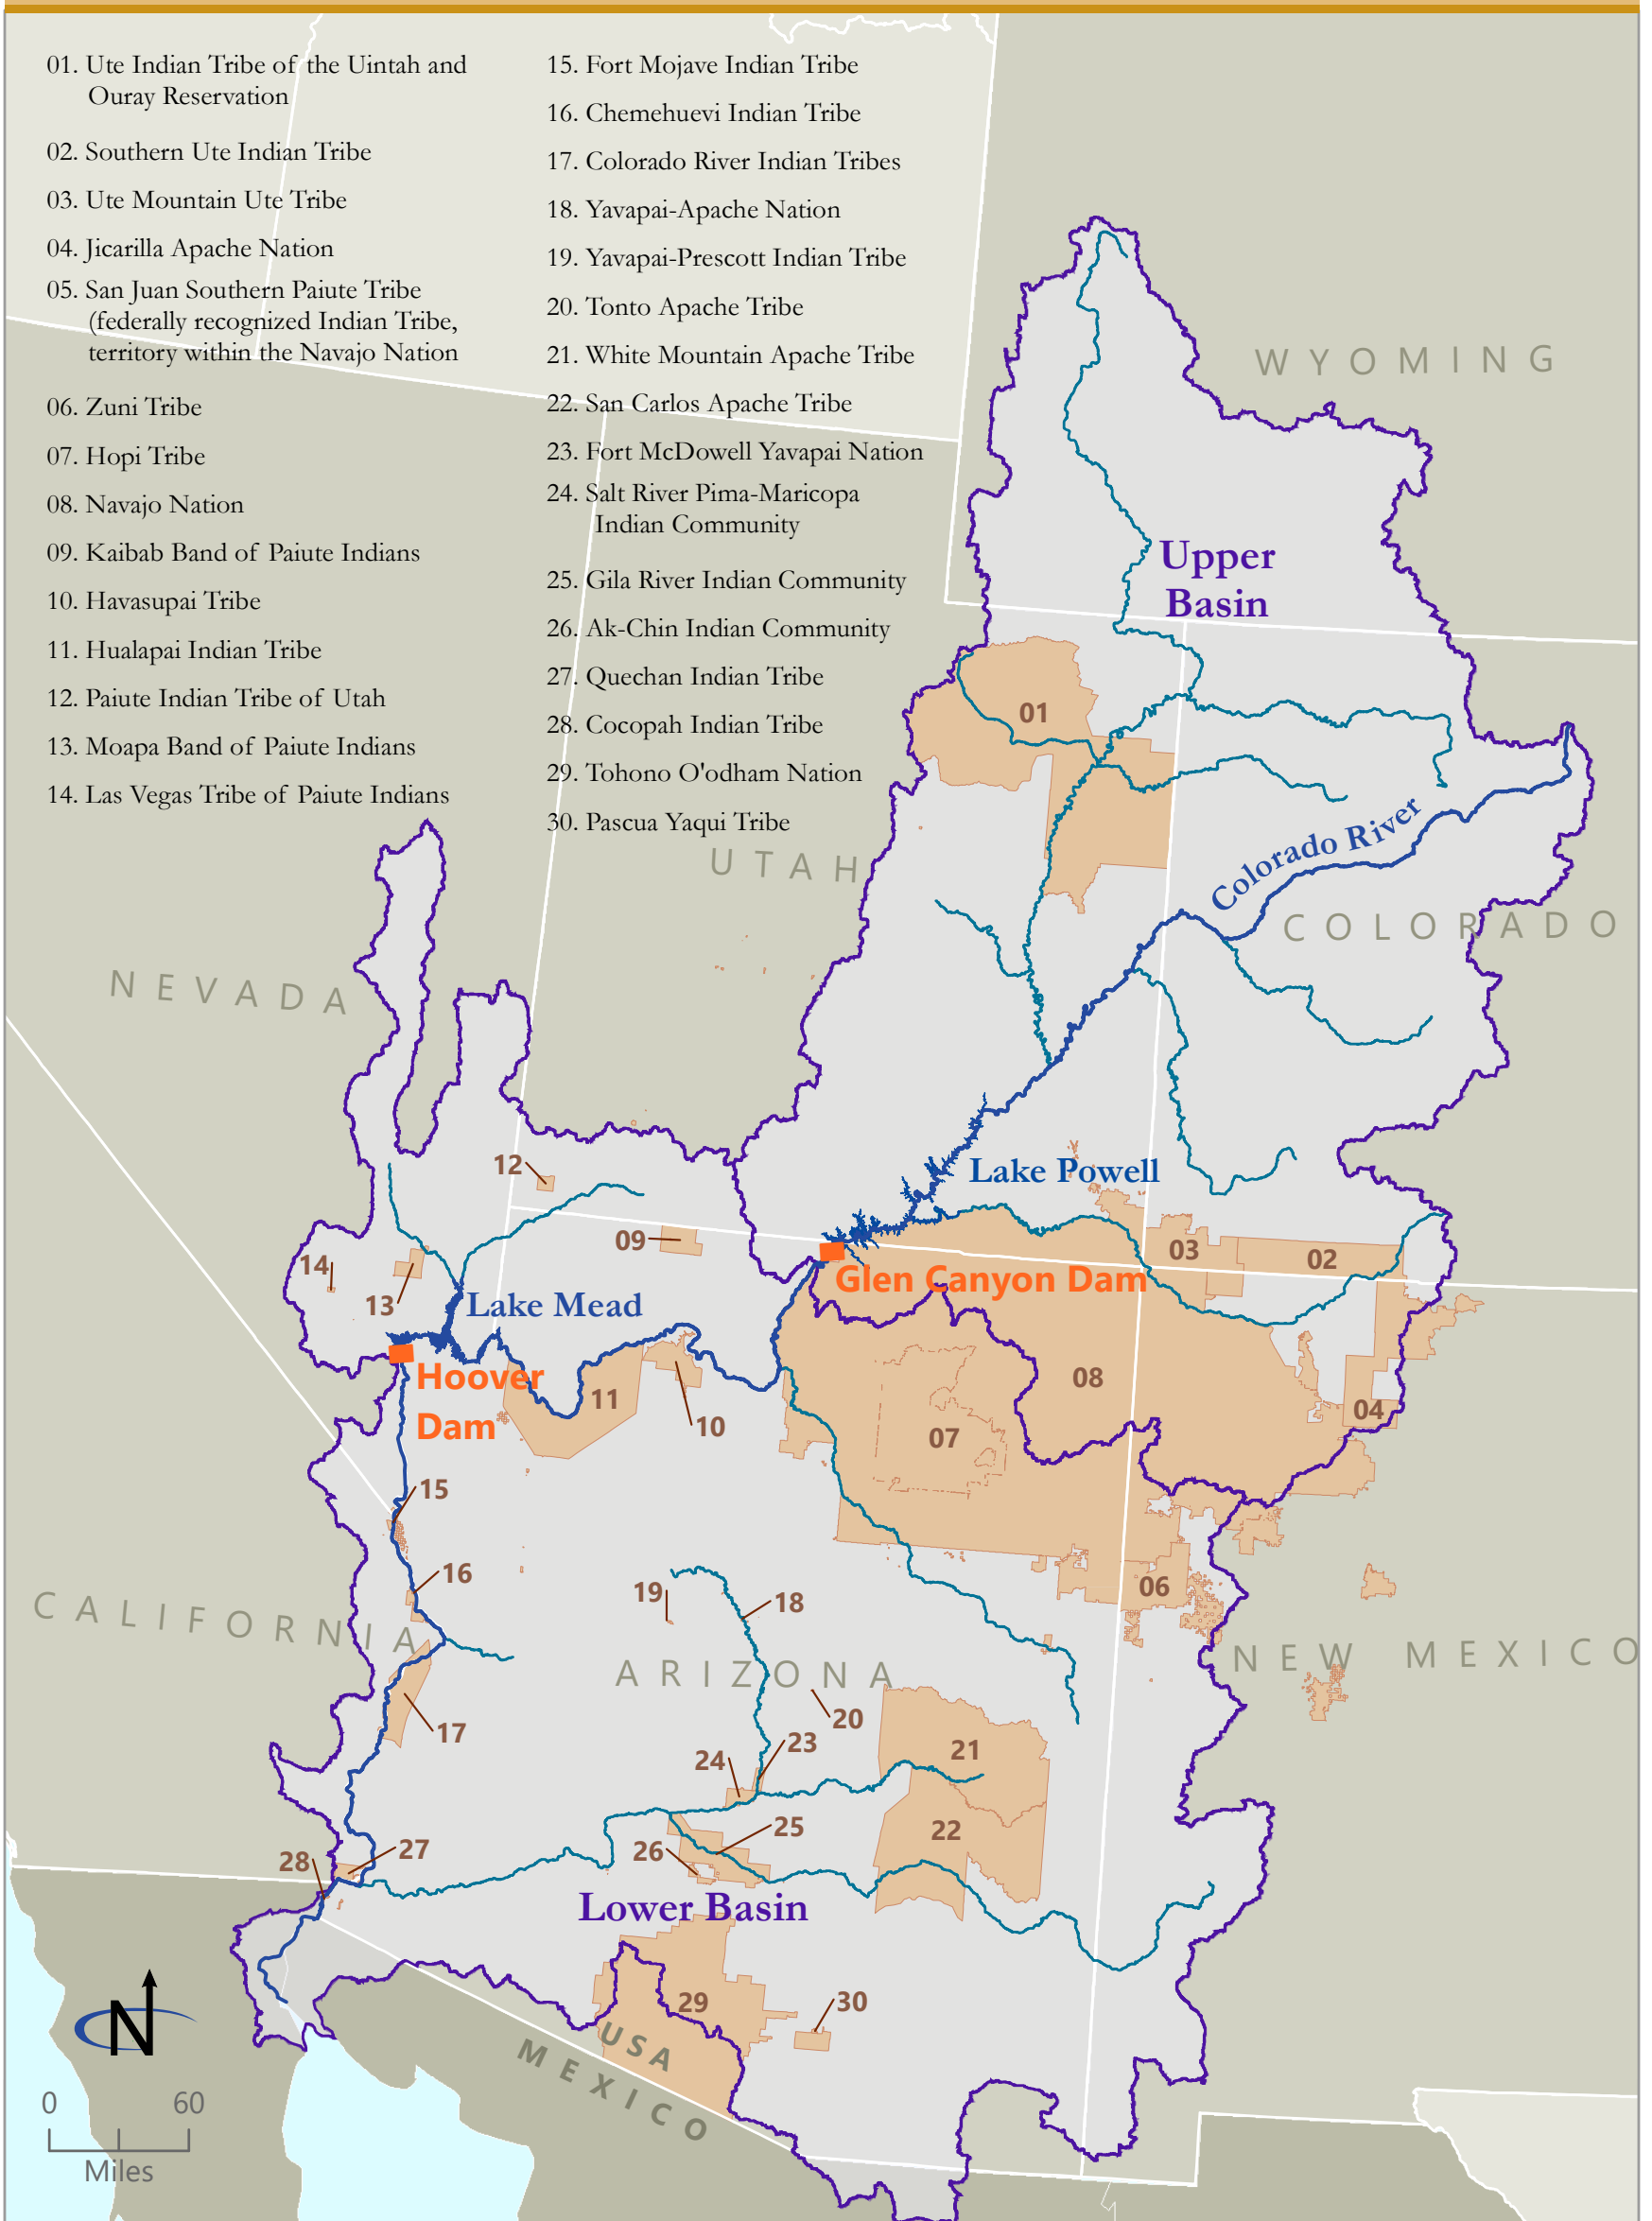 01. Ute Indian Tribe of the Uintah and
Ouray Reservation
02. Southern Ute Indian Tribe
03. Ute Mountain Ute Tribe
04. Jicarilla Apache Nation
05. San Juan Southern Paiute Tribe
(federally recognized Indian Tribe,
territory within the Navajo Nation
06. Zuni Tribe
07. Hopi Tribe
08. Navajo Nation
09. Kaibab Band of Paiute Indians
10. Havasupai Tribe
11. Hualapai Indian Tribe
12. Paiute Indian Tribe of Utah
13. Moapa Band of Paiute Indians
14. Las Vegas Tribe of Paiute Indians
15. Fort Mojave Indian Tribe
16. Chemehuevi Indian Tribe
17. Colorado River Indian Tribes
18. Yavapai-Apache Nation
19. Yavapai-Prescott Indian Tribe
20. Tonto Apache Tribe
21. White Mountain Apache Tribe
22. San Carlos Apache Tribe
23. Fort McDowell Yavapai Nation
24. Salt River Pima-Maricopa
Indian Community
25. Gila River Indian Community
26. Ak-Chin Indian Community
27. Quechan Indian Tribe
28. Cocopah Indian Tribe
29. Tohono O'odham Nation
30. Pascua Yaqui Tribe
WYOMING
Upper
Basin
01
Colorado River
UTAH
COLORADO
NEVADA
12
Lake Powell
09
03
02
14
13
Glen Canyon Dam
Lake Mead
Hoover
Dam
11
10
08
07
04
15
16
19
18
06
CALIFORNIA
ARIZONA
NEW MEXICO
17
20
23
24
21
25
22
26
27
28
Lower Basin
29
30
USA
MEXICO
N
0
60
Miles